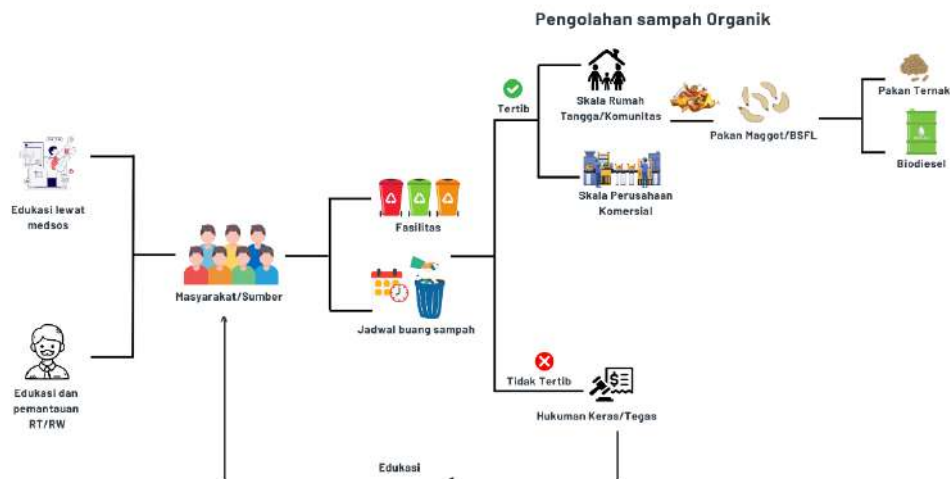 Pengolahan sampah Organik
Tertib
Skala Rumah
Tangga/Komunitas
Pakan Maggot/BSFL
Pakan Ternak
Biodiesel
Skala Perusahaan
Komersial
Edukasi lewat
medsos
Fasilitas
Masyarakat/Sumber
Jadwal buang sampah
Edukasi dan
pemantauan
RT/RW
Tidak Tertib
Hukuman Keras/Tegas
Edukasi